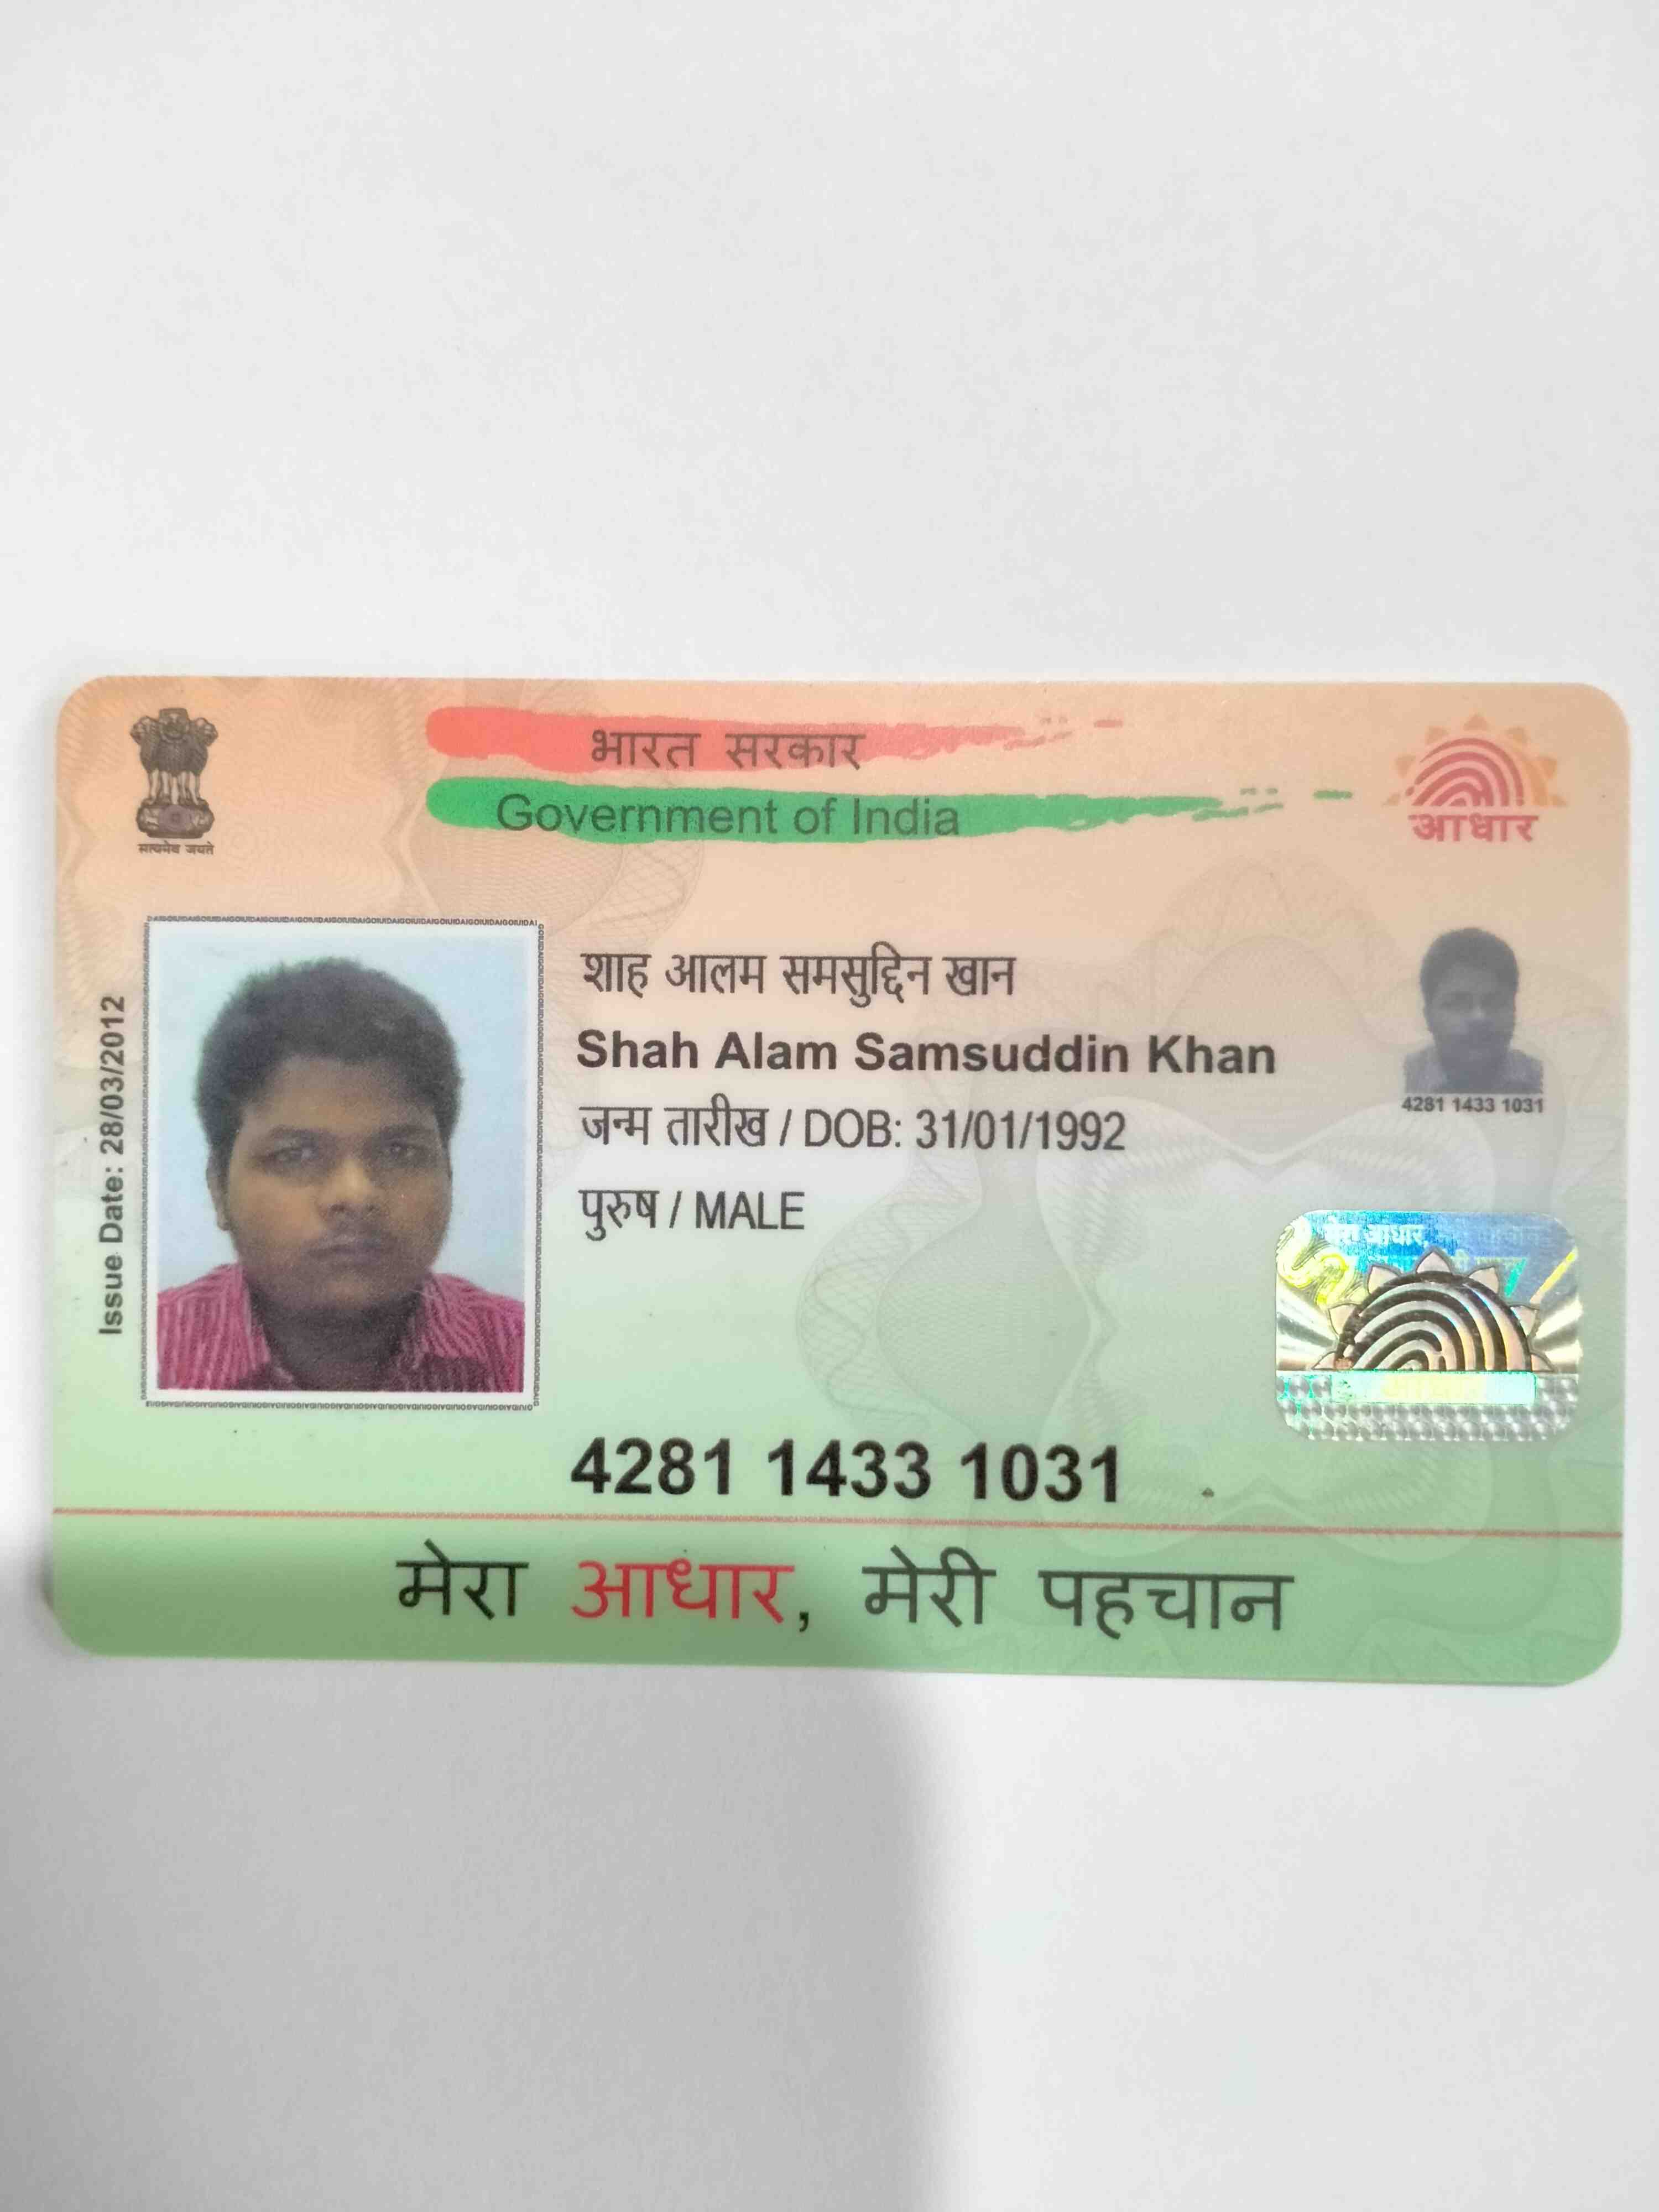 भारत सरकार
Government of India
सत्यमेव जयते
आधार
Issue Date: 28/03/2012
शाह आलम समसुद्दिन खान
Shah Alam Samsuddin Khan
जन्म तारीख / DOB: 31/01/1992
पुरुष / MALE
4281 1433 1031
मेरा आधार,
4281 1433 1031
मेरा आधार, मेरी पहचान